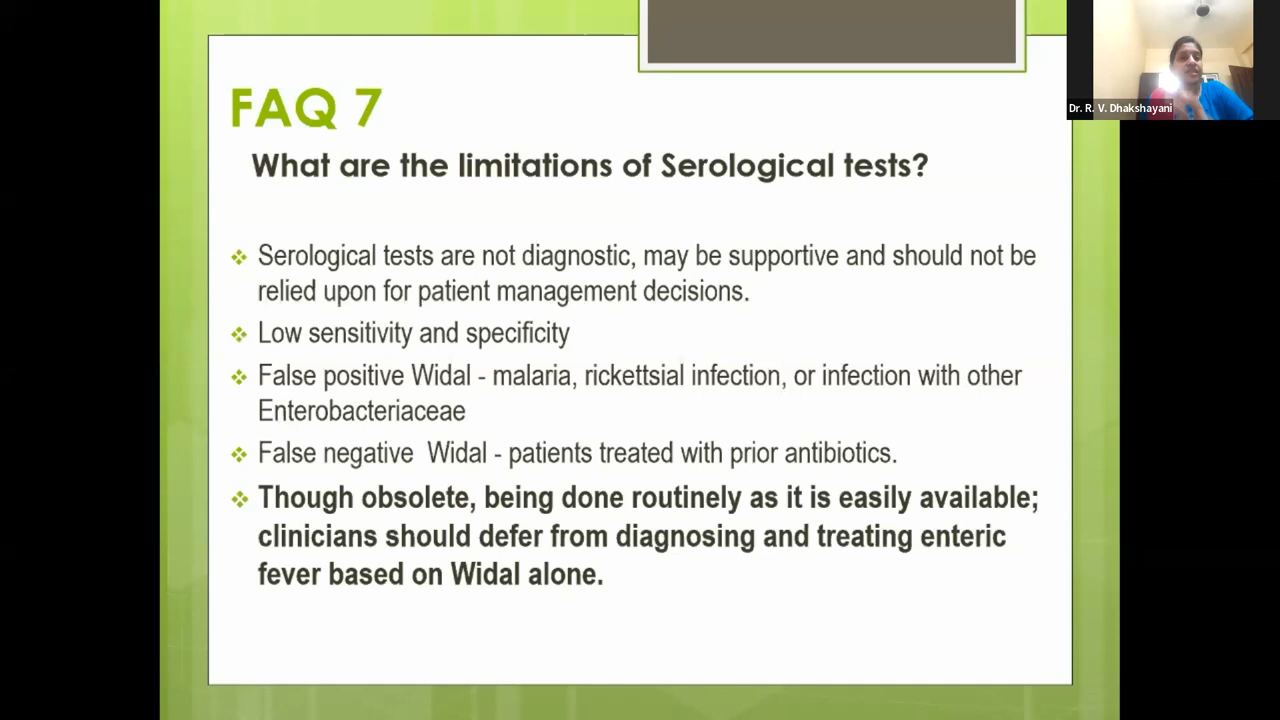 FAQ 7
What are the limitations of Serological tests?
❖ Serological tests are not diagnostic, may be supportive and should not be
relied upon for patient management decisions.
❖ Low sensitivity and specificity
❖ False positive Widal - malaria, rickettsial infection, or infection with other
Enterobacteriaceae
❖ False negative  Widal - patients treated with prior antibiotics.
❖ Though obsolete, being done routinely as it is easily available;
clinicians should defer from diagnosing and treating enteric
fever based on Widal alone.
Dr. R. V. Dhakshayani